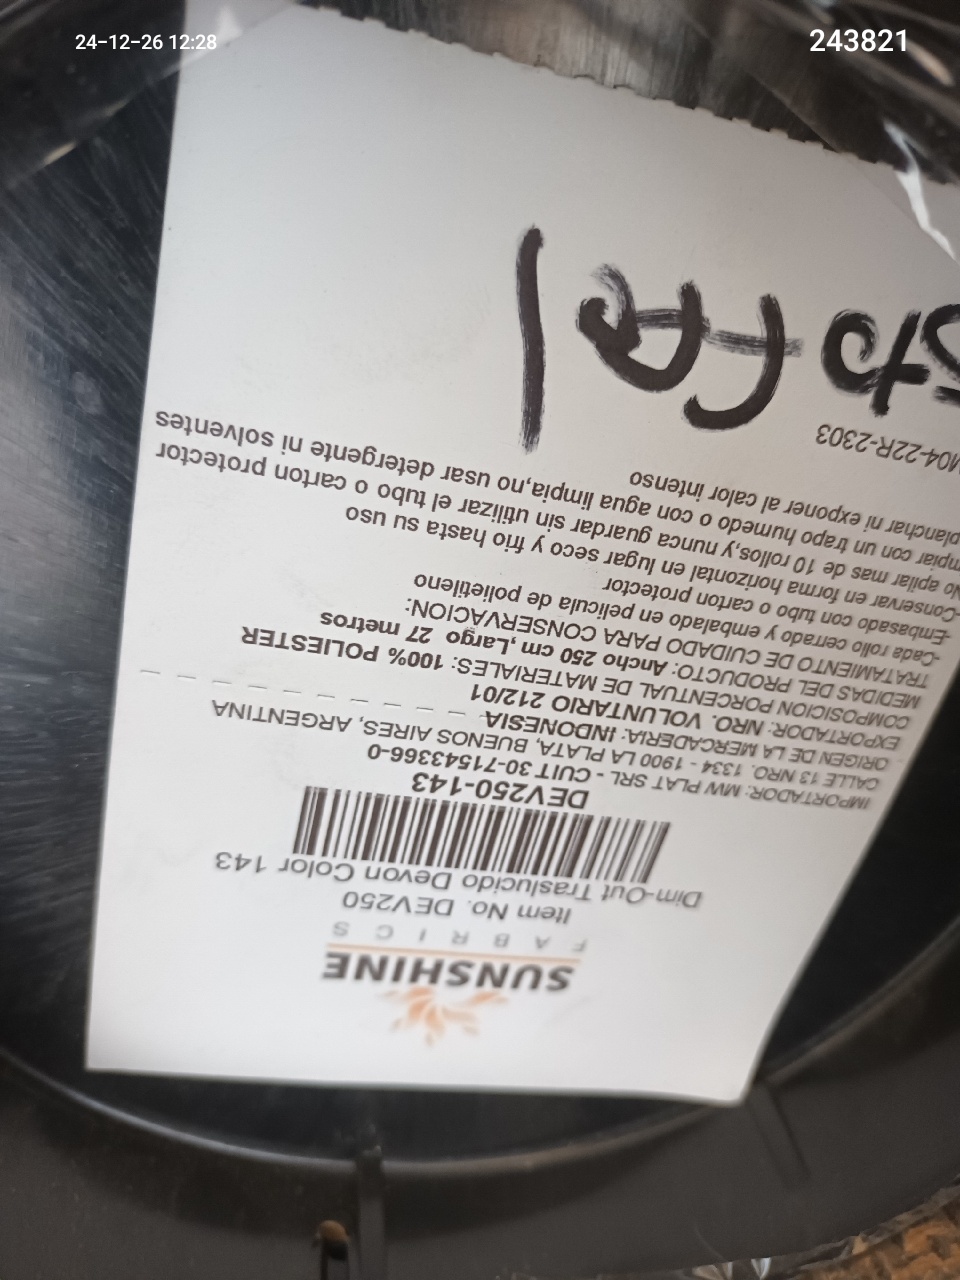 24-12-26 12:28
243821
SUNSHINE
FABRICS
Item No. DEV250
Dim-Out Traslucido Devon Color 143
DEV250-143
IMPORTADOR: MW PLAT SRL - CUIT 30-71543366-0
CALLE 13 NRO. 1334 - 1900 LA PLATA, BUENOS AIRES, ARGENTINA
ORIGEN DE LA MERCADERIA: INDONESIA
EXPORTADOR: NRO. VOLUNTARIO 212/01
COMPOSICION PORCENTUAL DE MATERIALES: 100% POLIESTER
MEDIDAS DEL PRODUCTO: Ancho 250 cm ,Largo 27 metros
TRATAMIENTO DE CUIDADO PARA CONSERVACION:
-Cada rollo cerrado y embalado en pelicula de polietileno
-Embasado con tubo o carton protector
-Conservar en forma horizontal en lugar seco y frio hasta su uso
No apilar mas de 10 rollos,y nunca guardar sin utilizar el tubo o carton protector
mpiar con un trapo humedo o con agua limpia,no usar detergente ni solventes
planchar ni exponer al calor intenso
M04-22R-2303